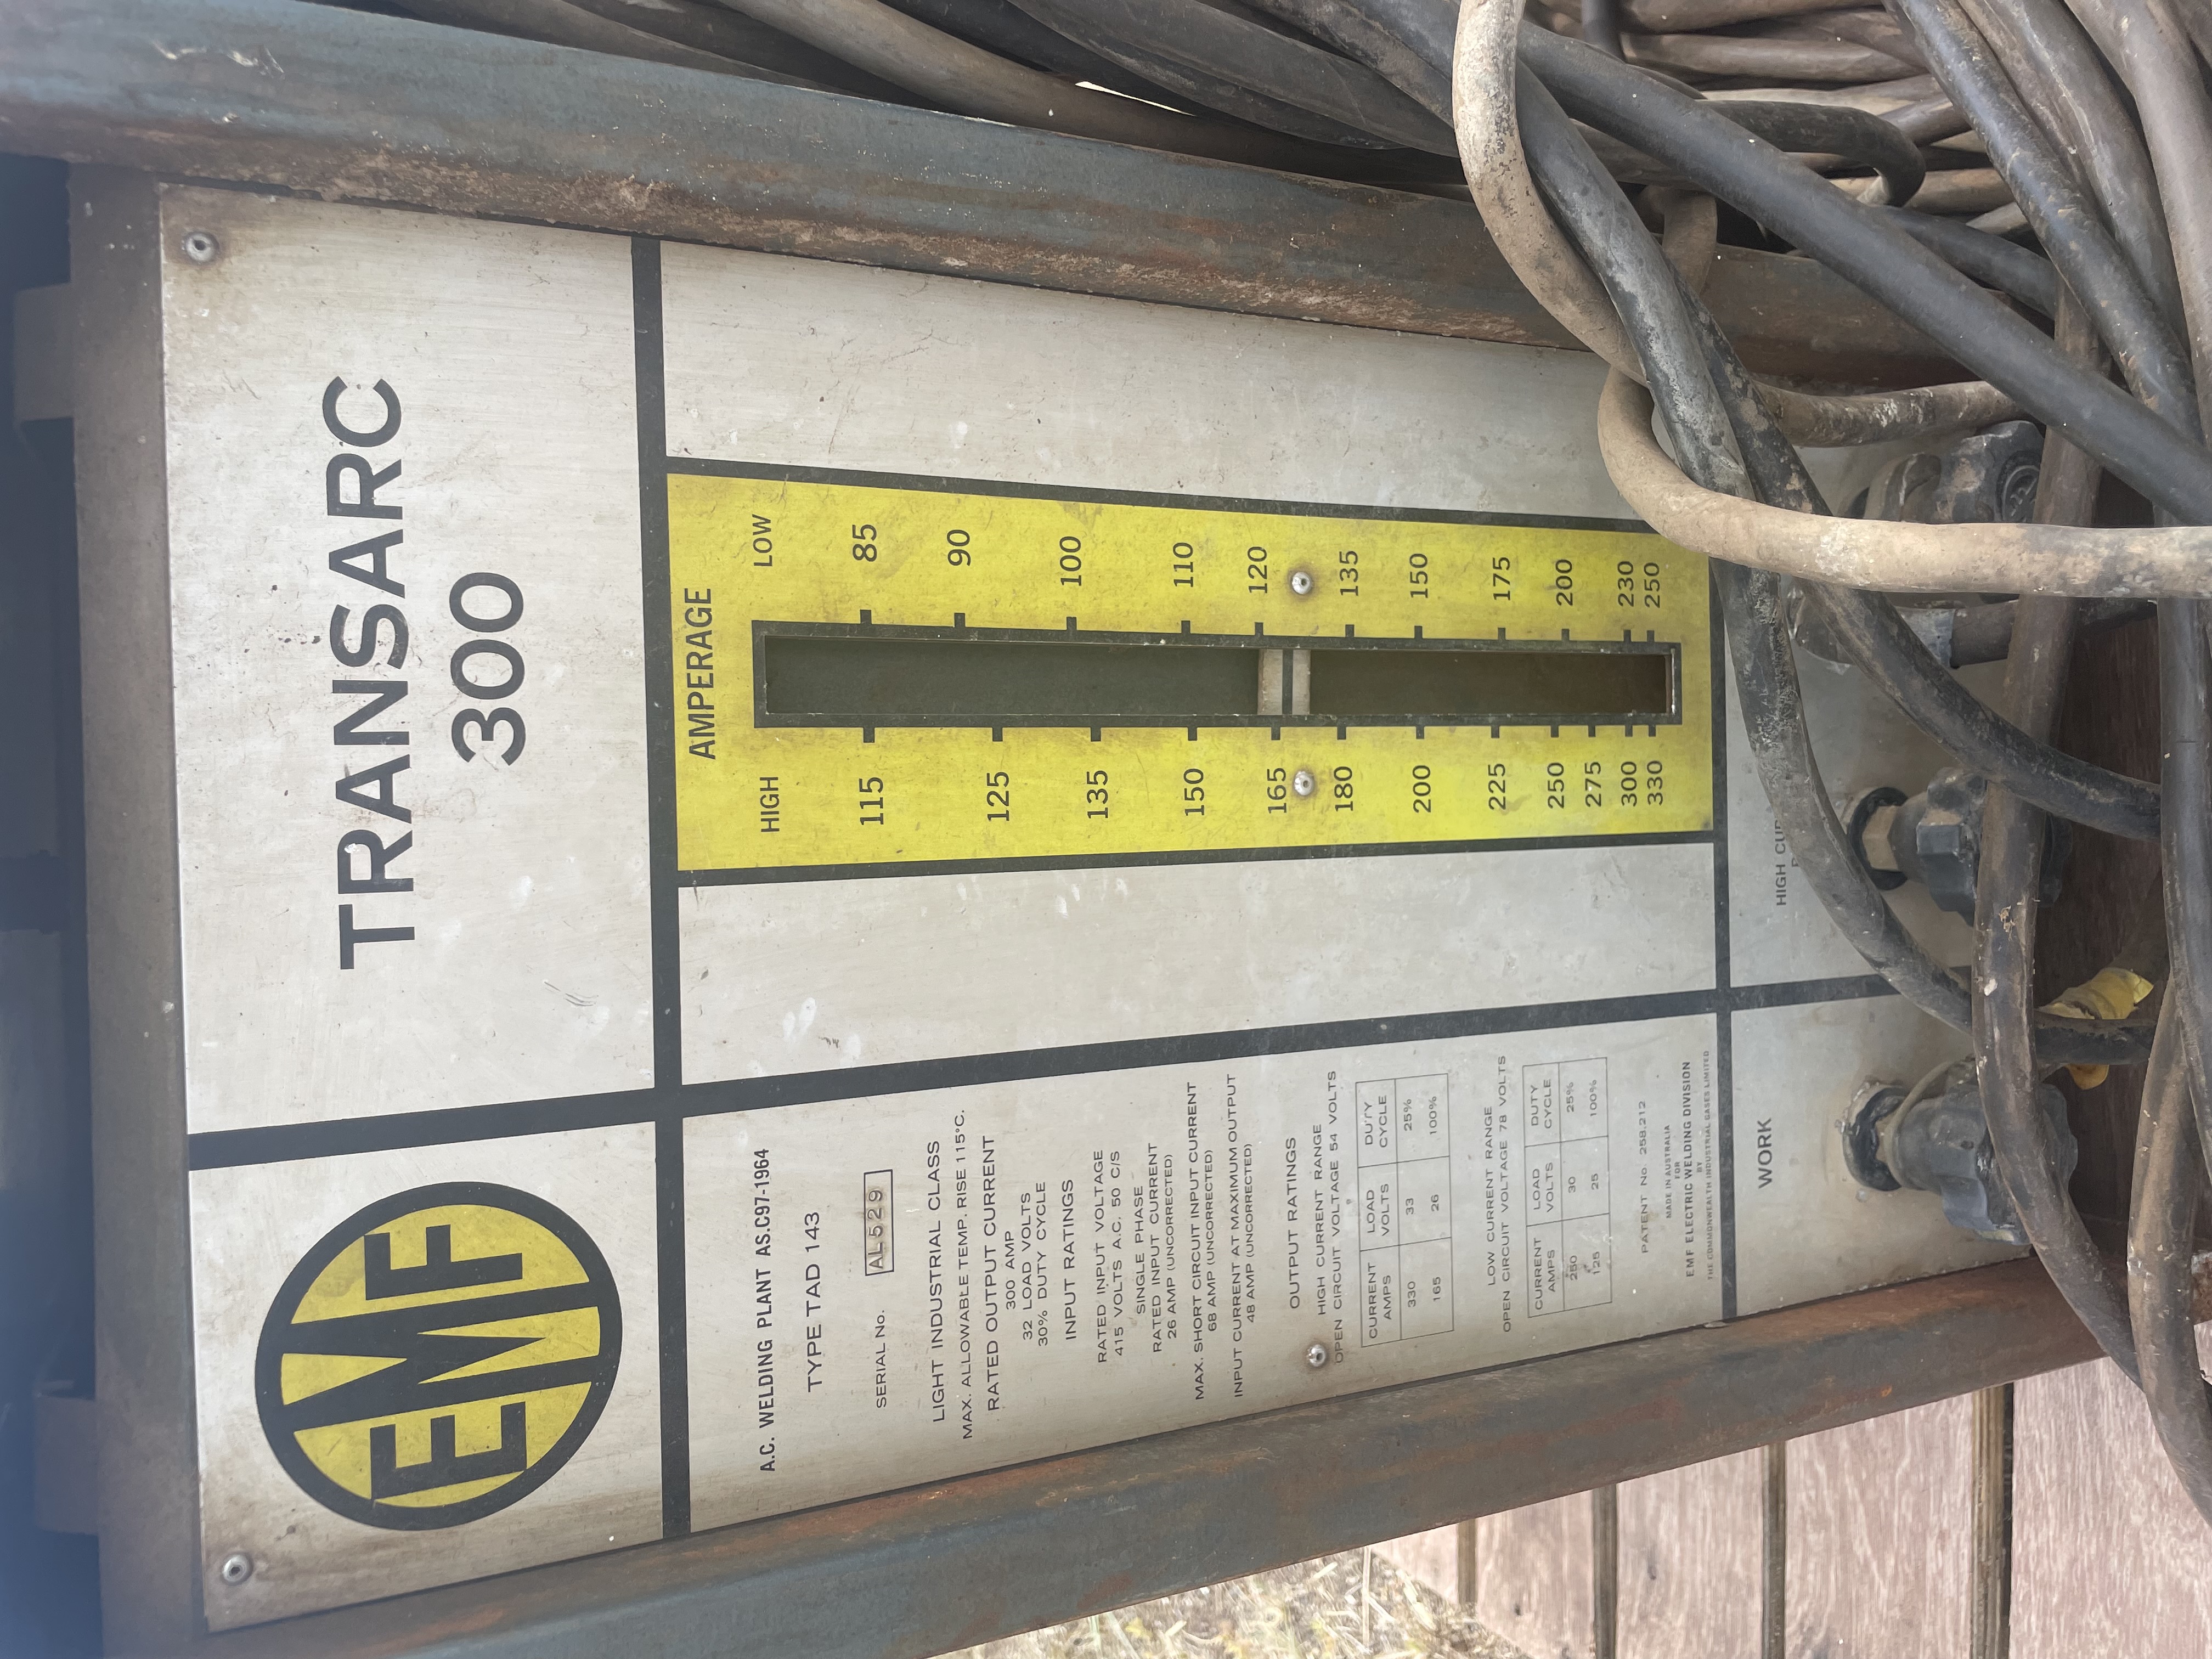 EMF
TRANSARC
300
A.C. WELDING PLANT AS.C97-1964
TYPE TAD 143
SERIAL No. AL529
LIGHT INDUSTRIAL CLASS
MAX. ALLOWABLE TEMP. RISE 115°C.
RATED OUTPUT CURRENT
300 AMP
32 LOAD VOLTS
30% DUTY CYCLE
INPUT RATINGS
RATED INPUT VOLTAGE
415 VOLTS A.C. 50 C/S
SINGLE PHASE
RATED INPUT CURRENT
26 AMP (UNCORRECTED)
MAX. SHORT CIRCUIT INPUT CURRENT
68 AMP (UNCORRECTED)
INPUT CURRENT AT MAXIMUM OUTPUT
48 AMP (UNCORRECTED)
OUTPUT RATINGS
HIGH CURRENT RANGE
OPEN CIRCUIT VOLTAGE 54 VOLTS
CURRENT AMPS LOAD VOLTS DUTY CYCLE
330 33 25%
165 26 100%
LOW CURRENT RANGE
OPEN CIRCUIT VOLTAGE 78 VOLTS
CURRENT AMPS LOAD VOLTS DUTY CYCLE
250 30 25%
125 25 100%
PATENT No. 258,212
MADE IN AUSTRALIA
FOR
EMF ELECTRIC WELDING DIVISION
BY
THE COMMONWEALTH INDUSTRIAL GASES LIMITED
AMPERAGE
HIGH LOW
115 85
125 90
135 100
150 110
165 120
180 135
200 150
225 175
250 200
275
300 230
330 250
WORK
HIGH